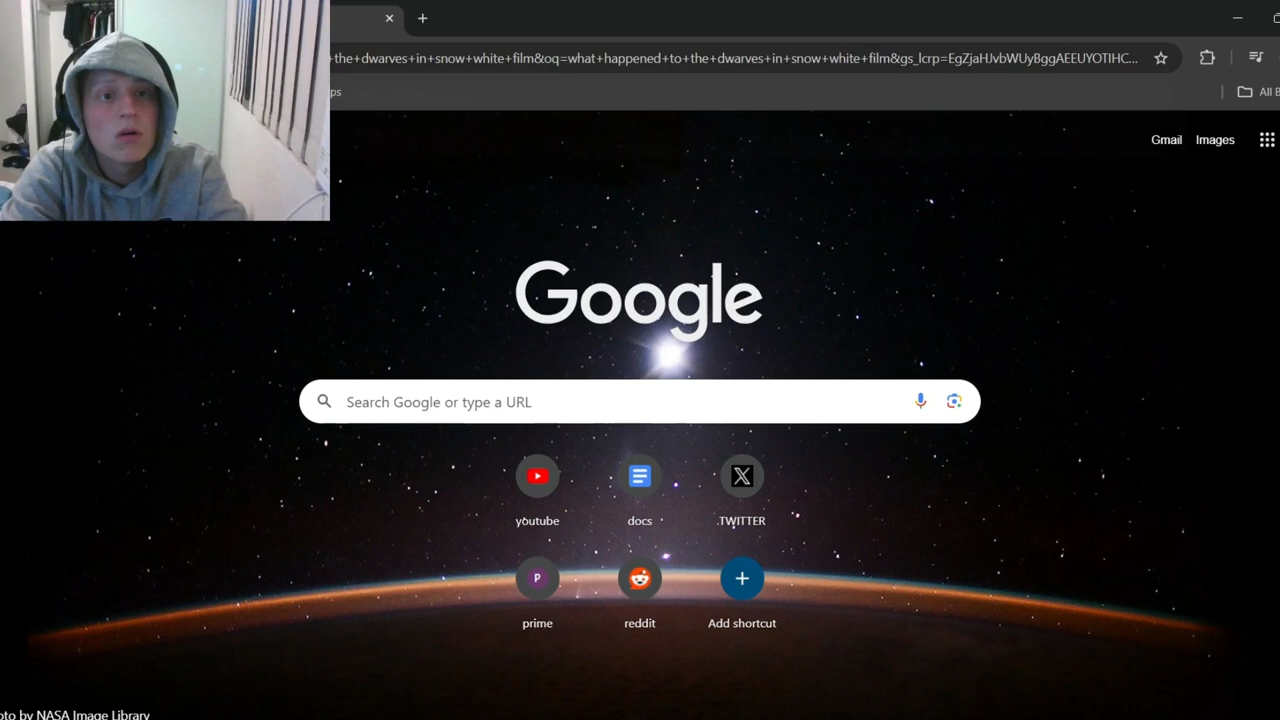 the+dwarves+in+snow+white+film&oq=what+happened+to+the+dwarves+in+snow+white+film&gs_lcrp=EgZjaHJvbWUyBggAEEUYOTIHC...
ps
All B
Gmail
Images
Google
Search Google or type a URL
youtube
docs
.TWITTER
P
prime
reddit
Add shortcut
oto by NASA Image Library